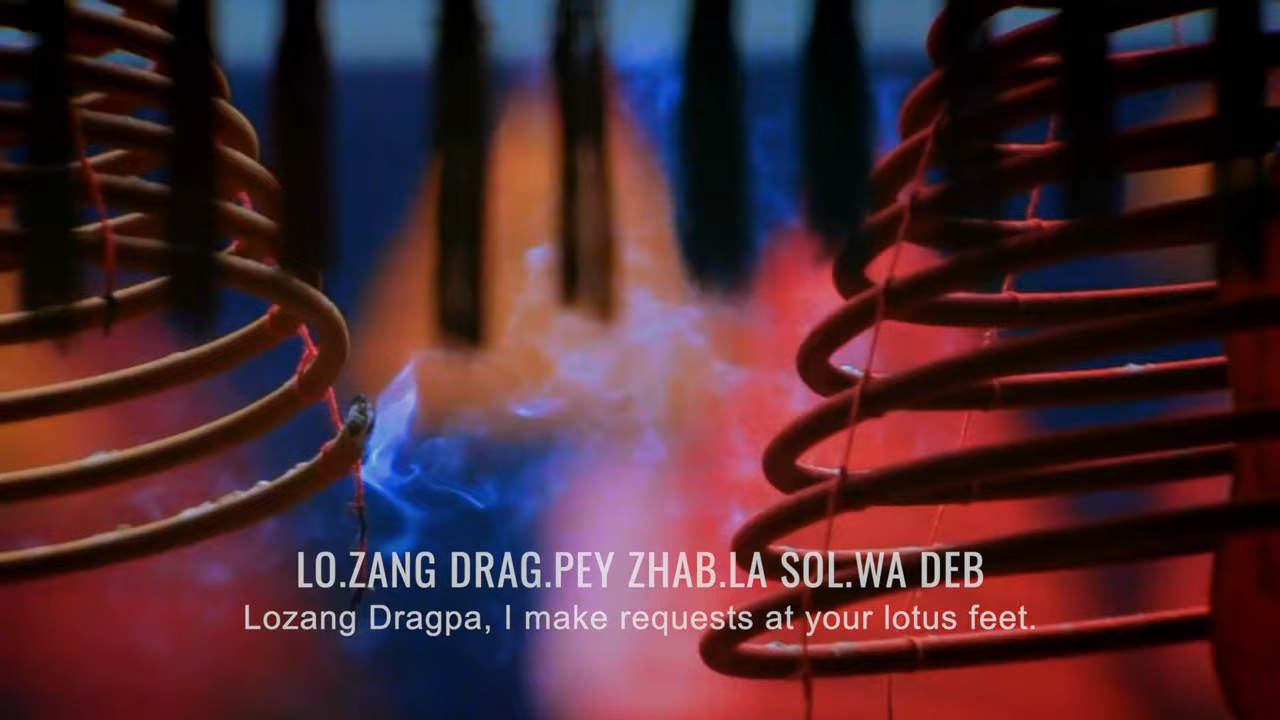 LO.ZANG DRAG.PEY ZHAB.LA SOL.WA DEB
Lozang Dragpa, I make requests at your lotus feet.